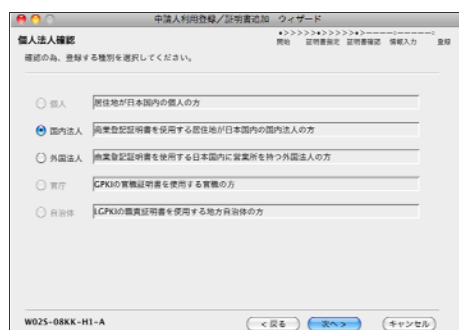 申請人利用登録/証明書追加 ウィザード
個人法人確認
開始 証明書指定 証明書確認 情報入力 登録
確認の為、登録する種別を選択してください。
個人 居住地が日本国内の個人の方
国内法人 商業登記証明書を使用する居住地が日本国内の国内法人の方
外国法人 商業登記証明書を使用する日本国内に営業所を持つ外国法人の方
官庁 GPKIの官職証明書を使用する官職の方
自治体 LGPKIの職責証明書を使用する地方自治体の方
W02S-08KK-H1-A <戻る 次へ> キャンセル